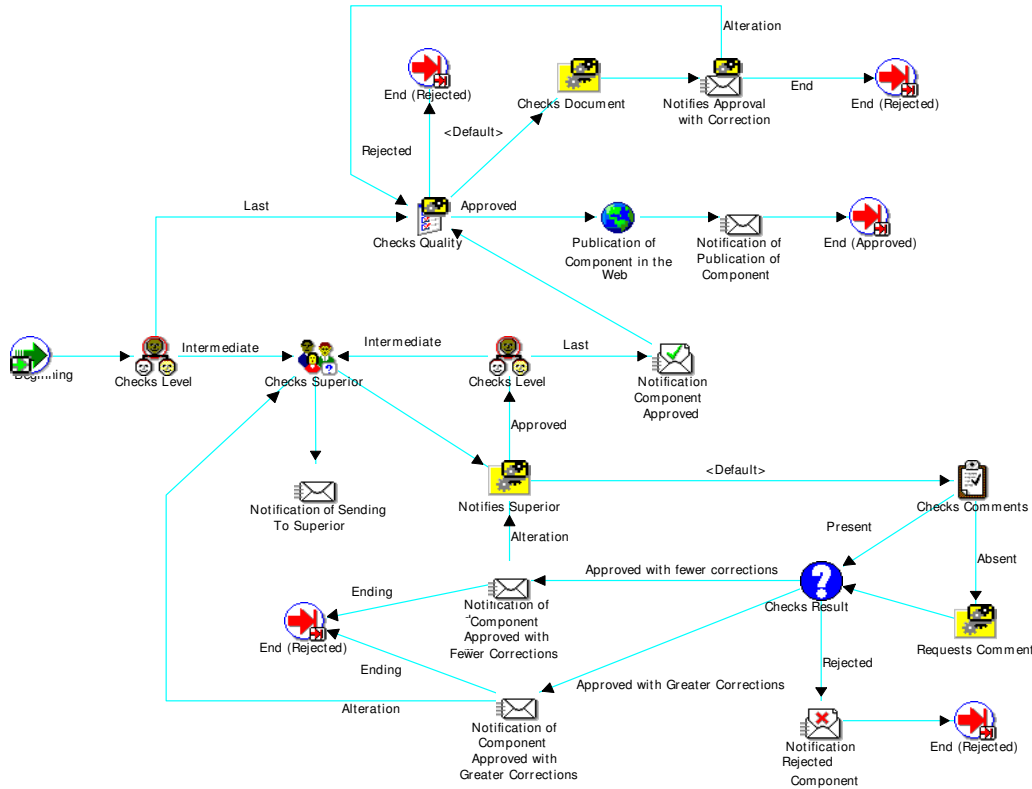 Alteration
End (Rejected)
Checks Document
Notifies Approval
with Correction
End
End (Rejected)
<Default>
Rejected
Last
Approved
Checks Quality
Publication of
Component in the
Web
Notification of
Publication of
Component
End (Approved)
Beginning
Intermediate
Checks Level
Checks Superior
Intermediate
Checks Level
Last
Notification
Component
Approved
Approved
<Default>
Notification of Sending
To Superior
Notifies Superior
Checks Comments
Present
Alteration
Absent
Approved with fewer corrections
Ending
Notification of
Component
Approved with
Fewer Corrections
Checks Result
End (Rejected)
Requests Comment
Ending
Rejected
Approved with Greater Corrections
Alteration
Notification of
Component
Approved with
Greater Corrections
Notification
Rejected
Component
End (Rejected)